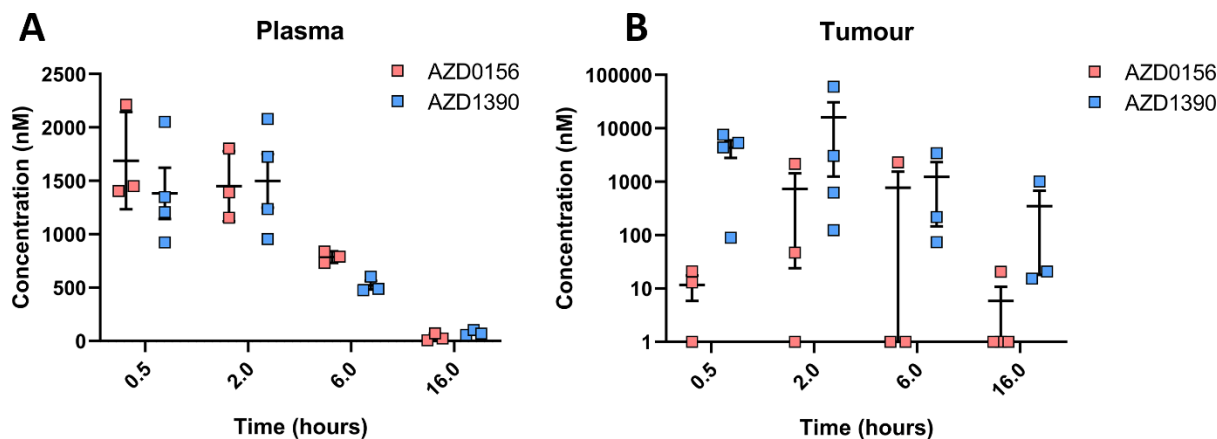 A
Plasma
AZD0156
AZD1390
Concentration (nM)
2500
2000
1500
1000
500
0
0.5
2.0
6.0
16.0
Time (hours)
B
Tumour
AZD0156
AZD1390
Concentration (nM)
100000
10000
1000
100
10
1
0.5
2.0
6.0
16.0
Time (hours)